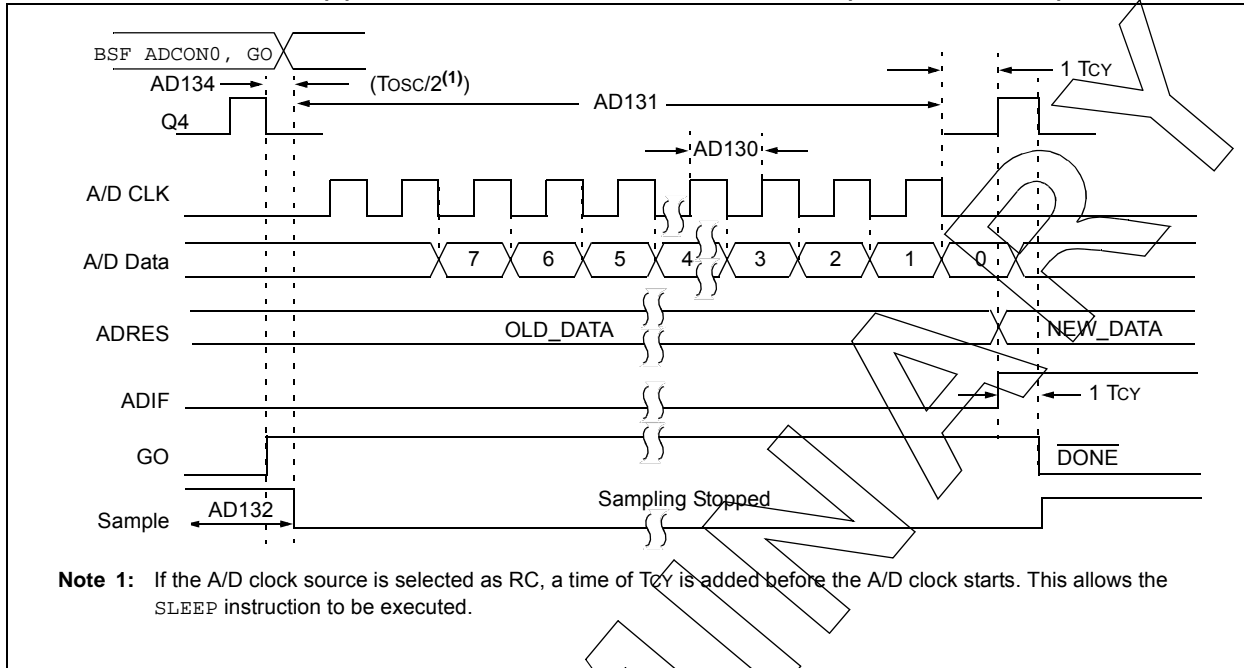 BSF ADCON0, GO
AD134
(TOSC/2(1))
1 TCY
AD131
Q4
AD130
A/D CLK
A/D Data
7 6 5 4 3 2 1 0
ADRES
OLD_DATA
NEW_DATA
ADIF
1 TCY
GO
DONE
Sampling Stopped
AD132
Sample
Note 1: If the A/D clock source is selected as RC, a time of TCY is added before the A/D clock starts. This allows the
SLEEP instruction to be executed.
INARY